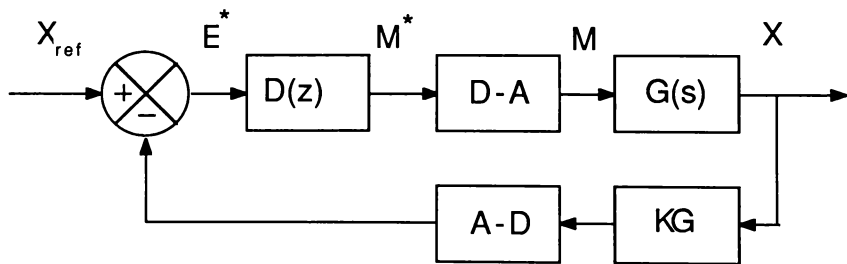 X_ref
E*
M*
M
X
+
−
D(z)
D-A
G(s)
A-D
KG